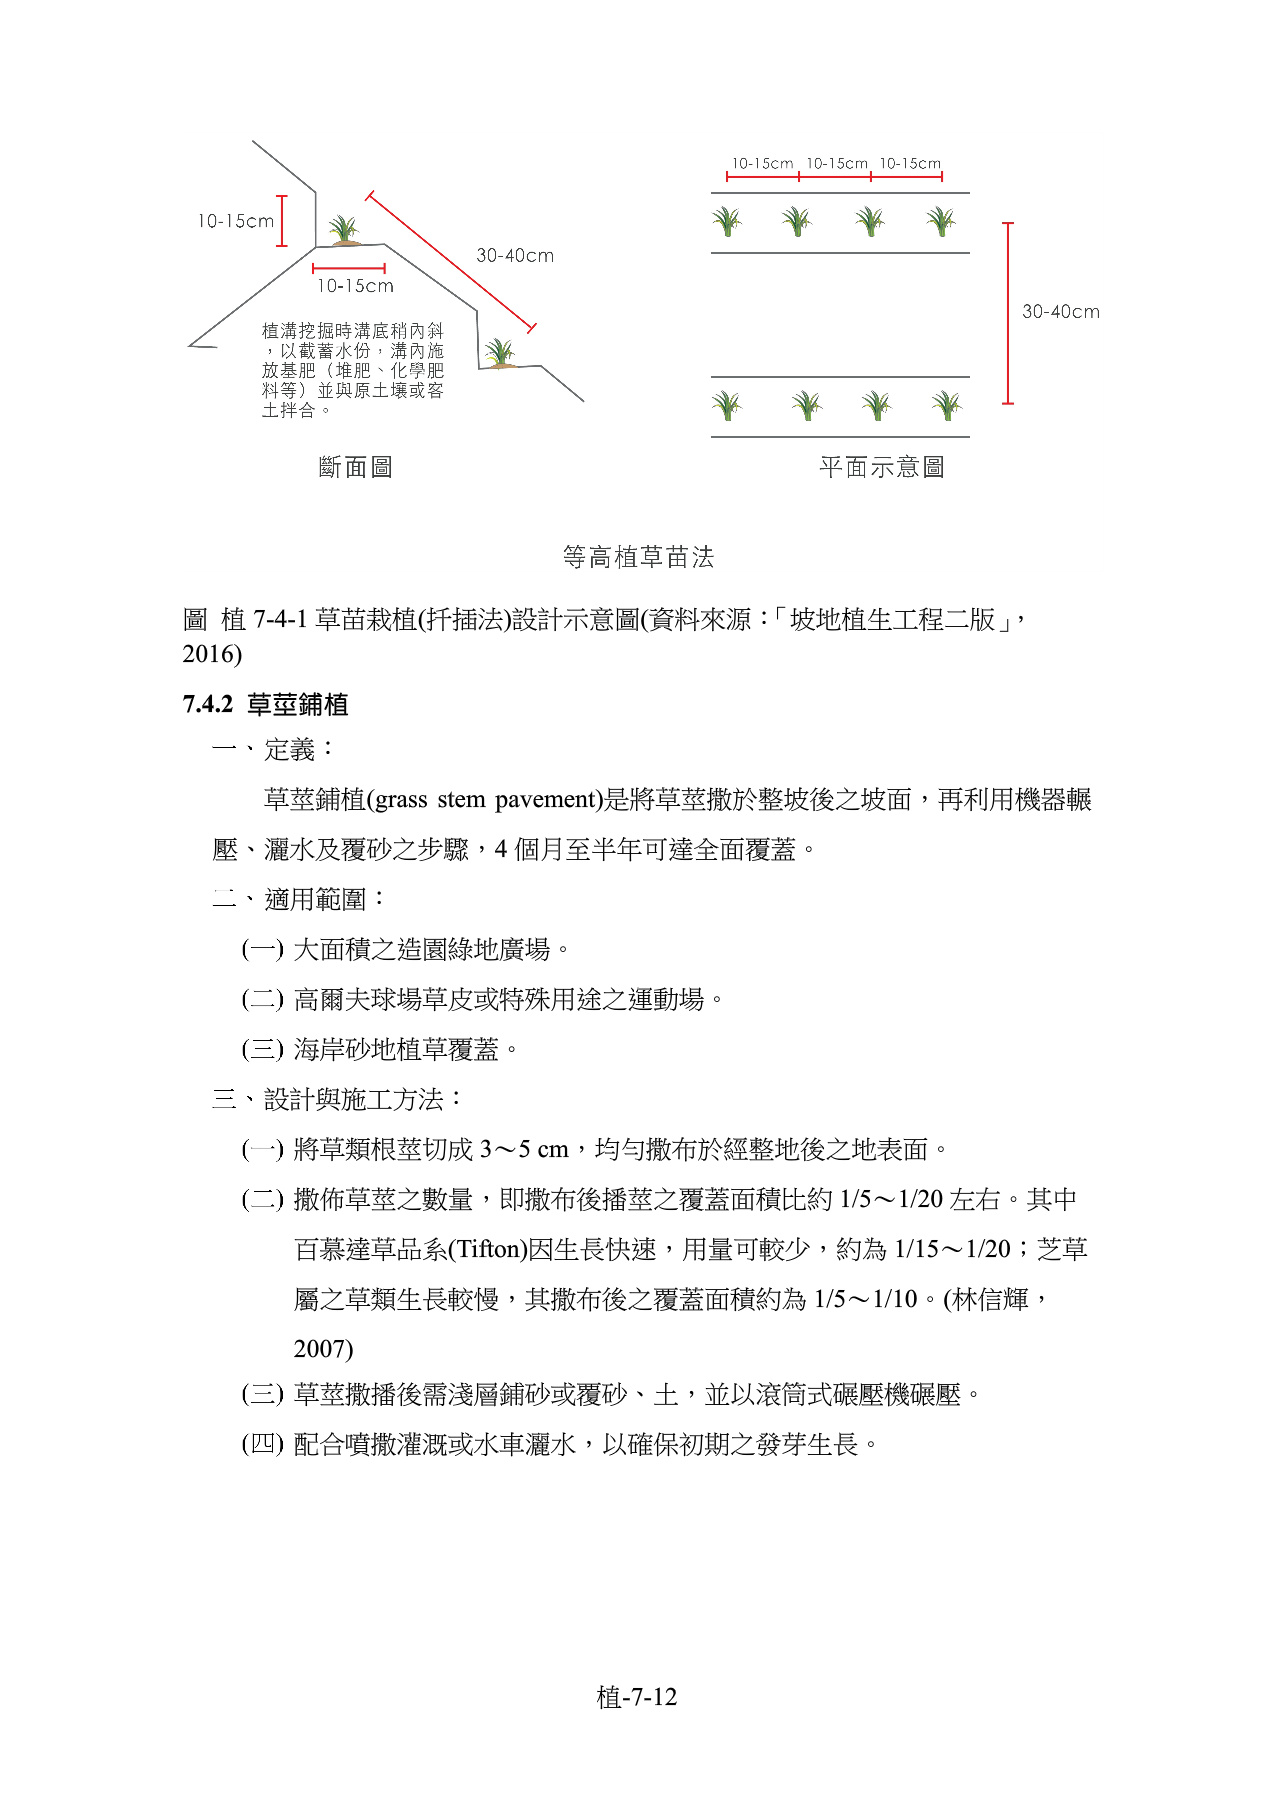 10-15cm
10-15cm
30-40cm
植溝挖掘時溝底稍內斜
，以截蓄水份，溝內施
放基肥（堆肥、化學肥
料等）並與原土壤或客
土拌合。
斷面圖
10-15cm 10-15cm 10-15cm
30-40cm
平面示意圖
等高植草苗法
圖 植 7-4-1 草苗栽植(扦插法)設計示意圖(資料來源：「坡地植生工程二版」，
2016)
7.4.2 草莖鋪植
一、定義：
草莖鋪植(grass stem pavement)是將草莖撒於整坡後之坡面，再利用機器輾
壓、灑水及覆砂之步驟，4 個月至半年可達全面覆蓋。
二、適用範圍：
(一) 大面積之造園綠地廣場。
(二) 高爾夫球場草皮或特殊用途之運動場。
(三) 海岸砂地植草覆蓋。
三、設計與施工方法：
(一) 將草類根莖切成 3～5 cm，均勻撒布於經整地後之地表面。
(二) 撒佈草莖之數量，即撒布後播莖之覆蓋面積比約 1/5～1/20 左右。其中
百慕達草品系(Tifton)因生長快速，用量可較少，約為 1/15～1/20；芝草
屬之草類生長較慢，其撒布後之覆蓋面積約為 1/5～1/10。(林信輝，
2007)
(三) 草莖撒播後需淺層鋪砂或覆砂、土，並以滾筒式碾壓機碾壓。
(四) 配合噴撒灌溉或水車灑水，以確保初期之發芽生長。
植-7-12